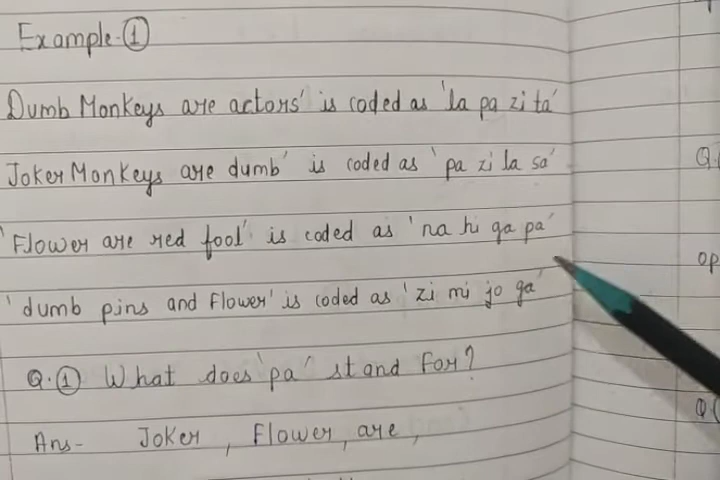 Example-①
Dumb Monkeys are actors' is coded as 'la pa zi ta'
Joker Monkeys are dumb' is coded as 'pa zi la sa'
'Flower are red fool' is coded as 'na hi ga pa'
'dumb pins and Flower' is coded as 'zi mi jo ga'
Q.① What does 'pa' stand For?
Ans- Joker, Flower, are,
Q.
op
Q(